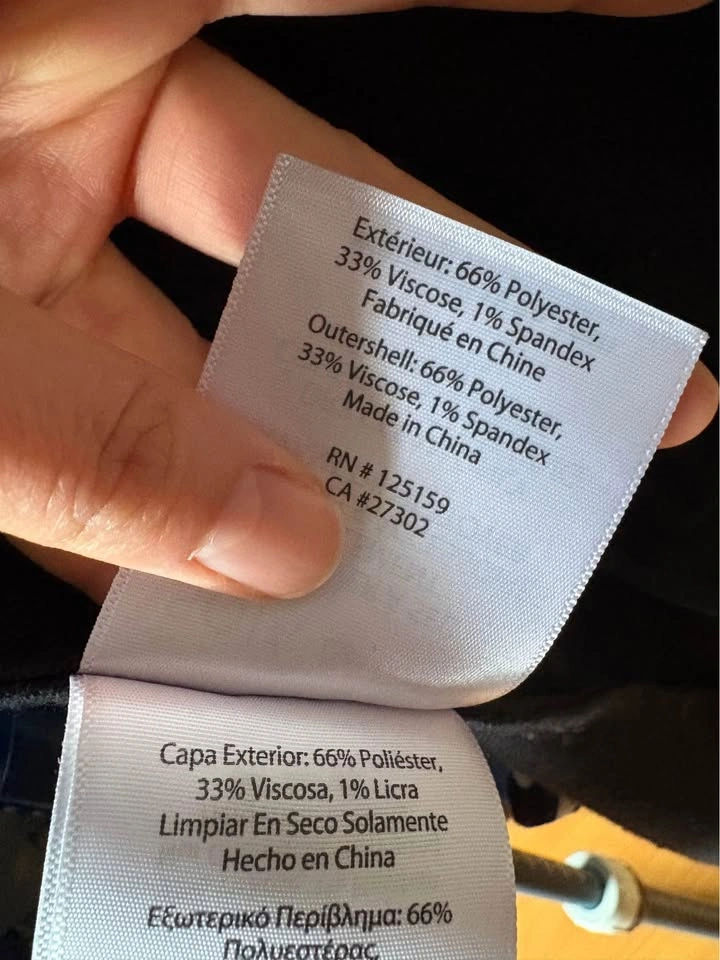 Extérieur: 66% Polyester,
33% Viscose, 1% Spandex
Fabriqué en Chine
Outershell: 66% Polyester,
33% Viscose, 1% Spandex
Made in China
RN # 125159
CA #27302
Capa Exterior: 66% Poliéster,
33% Viscosa, 1% Licra
Limpiar En Seco Solamente
Hecho en China
Εξωτερικό Περίβλημα: 66%
Πολυεστέρας,